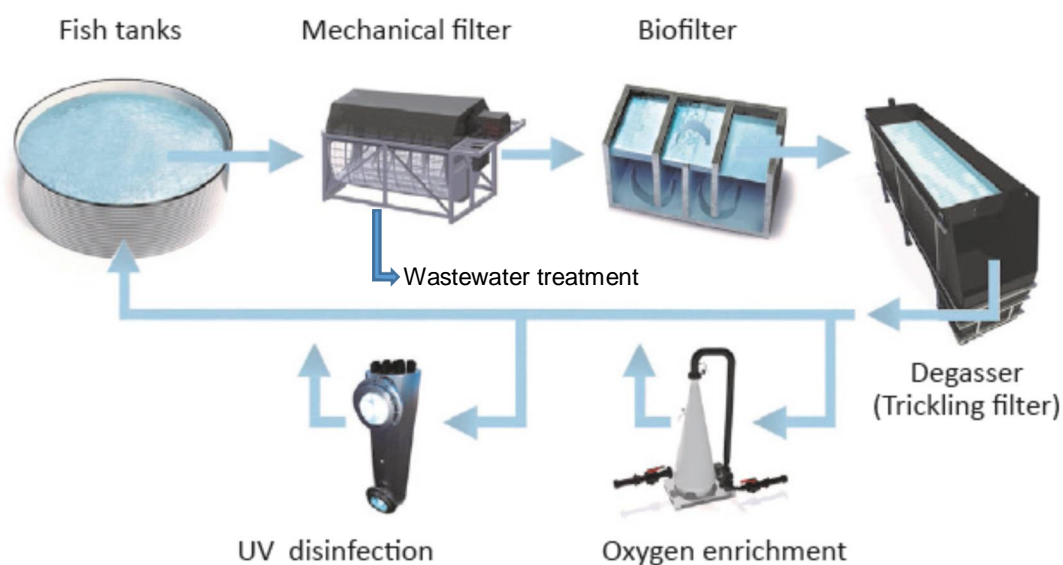 Fish tanks
Mechanical filter
Biofilter
Wastewater treatment
Degasser
(Trickling filter)
UV disinfection
Oxygen enrichment